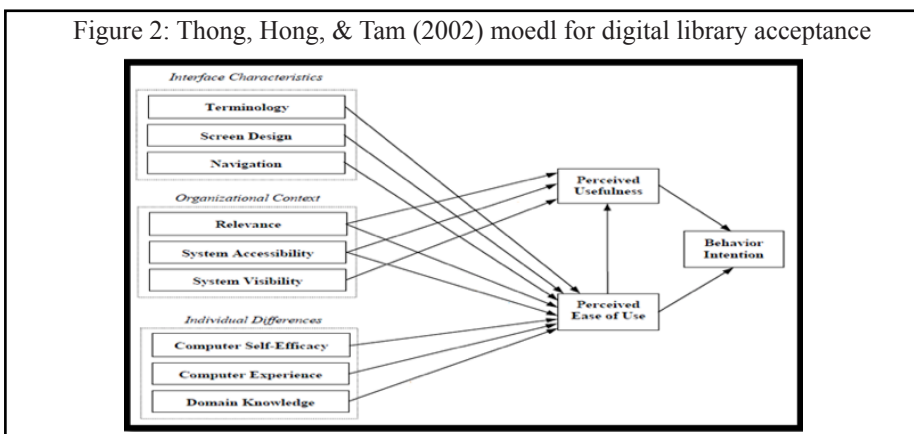 Figure 2: Thong, Hong, & Tam (2002) moedl for digital library acceptance
Interface Characteristics
Terminology
Screen Design
Navigation
Organizational Context
Relevance
System Accessibility
System Visibility
Individual Differences
Computer Self-Efficacy
Computer Experience
Domain Knowledge
Perceived
Usefulness
Perceived
Ease of Use
Behavior
Intention